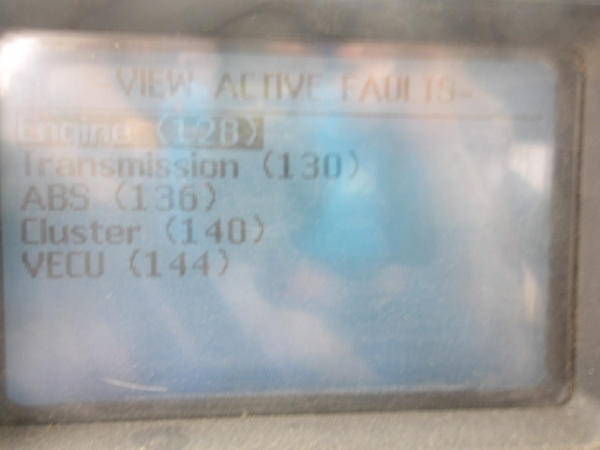 -VIEW ACTIVE FAULTS-
Engine (128)
Transmission (130)
ABS (136)
Cluster (140)
VECU (144)